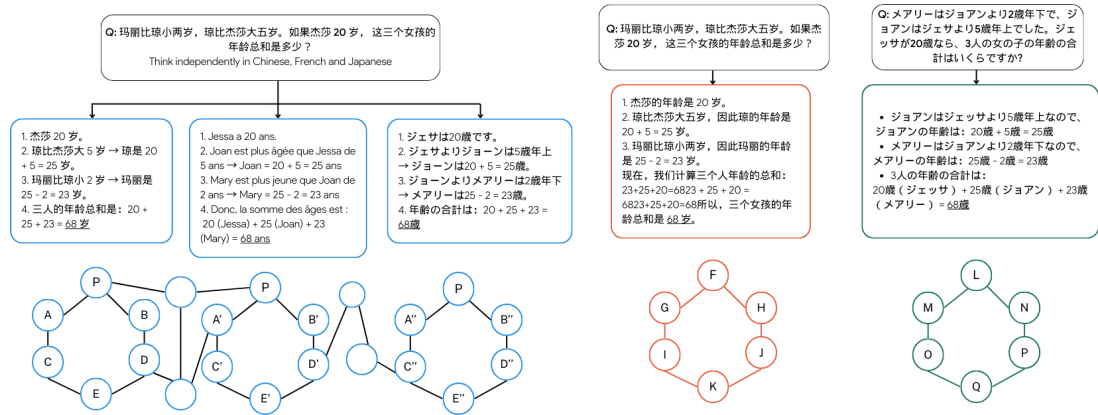 Q: 玛丽比琼小两岁，琼比杰莎大五岁。如果杰莎 20 岁， 这三个女孩的
年龄总和是多少？
Think independently in Chinese, French and Japanese
1. 杰莎 20 岁。
2. 琼比杰莎大 5 岁 → 琼是 20
+ 5 = 25 岁。
3. 玛丽比琼小 2 岁 → 玛丽是
25 - 2 = 23 岁。
4. 三人的年龄总和是：20 +
25 + 23 = 68 岁
1. Jessa a 20 ans.
2. Joan est plus âgée que Jessa de
5 ans → Joan = 20 + 5 = 25 ans
3. Mary est plus jeune que Joan de
2 ans → Mary = 25 - 2 = 23 ans
4. Donc, la somme des âges est :
20 (Jessa) + 25 (Joan) + 23
(Mary) = 68 ans
1. ジェサは20歳です。
2. ジェサよりジョーンは5歳年上
→ ジョーンは20 + 5 = 25歳。
3. ジョーンよりメアリーは2歳年下
→ メアリーは25 - 2 = 23歳。
4. 年齢の合計は：20 + 25 + 23 =
68歳
P
A
B
C
D
E
P
A'
B'
C'
D'
E'
P
A''
B''
C''
D''
E''
Q: 玛丽比琼小两岁，琼比杰莎大五岁。如果杰
莎 20 岁， 这三个女孩的年龄总和是多少？
1. 杰莎的年龄是 20 岁。
2. 琼比杰莎大五岁，因此琼的年龄是
20 + 5 = 25 岁。
3. 玛丽比琼小两岁，因此玛丽的年龄
是 25 - 2 = 23 岁。
现在，我们计算三个人年龄的总和：
23+25+20=6823 + 25 + 20 =
6823+25+20=68所以，三个女孩的
年龄总和是 68 岁。
F
G
H
I
J
K
Q: メアリーはジョアンより2歳年下で、ジ
ョアンはジェサより5歳年上でした。ジェ
ッサが20歳なら、3人の女の子の年齢の合
計はいくらですか?
• ジョアンはジェッサより5歳年上なので、
ジョアンの年齢は：20歳 + 5歳 = 25歳
• メアリーはジョアンより2歳年下なので、
メアリーの年齢は：25歳 - 2歳 = 23歳
• 3人の年齢の合計は：
20歳（ジェッサ）+ 25歳（ジョアン）+ 23歳
（メアリー）= 68歳
L
M
N
O
P
Q